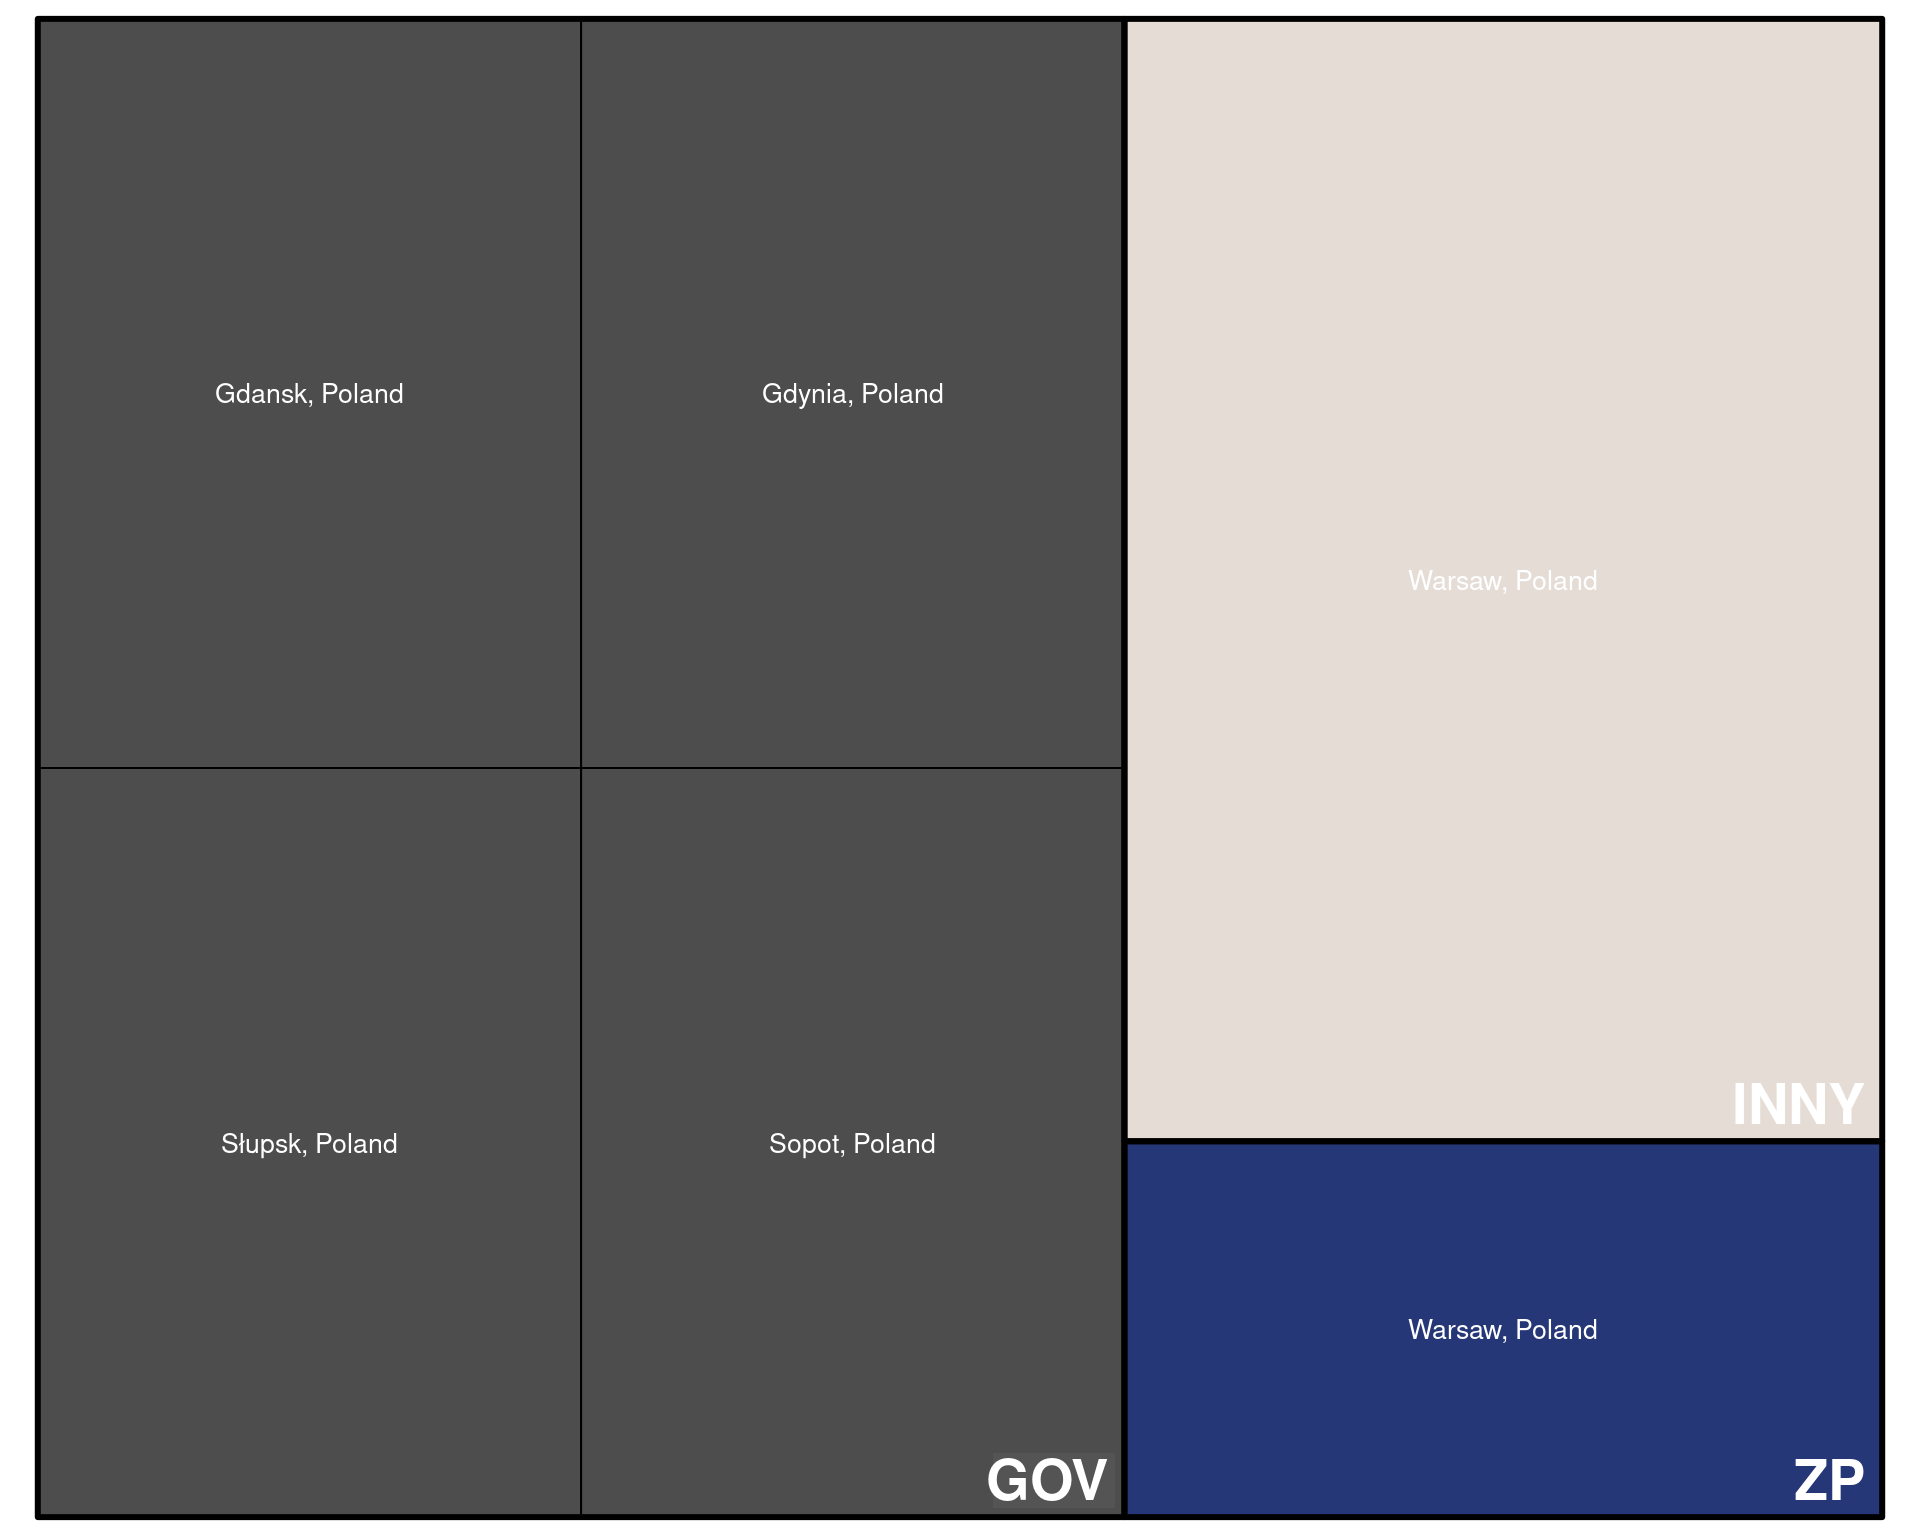 Gdansk, Poland
Gdynia, Poland
Słupsk, Poland
Sopot, Poland
GOV
Warsaw, Poland
INNY
Warsaw, Poland
ZP